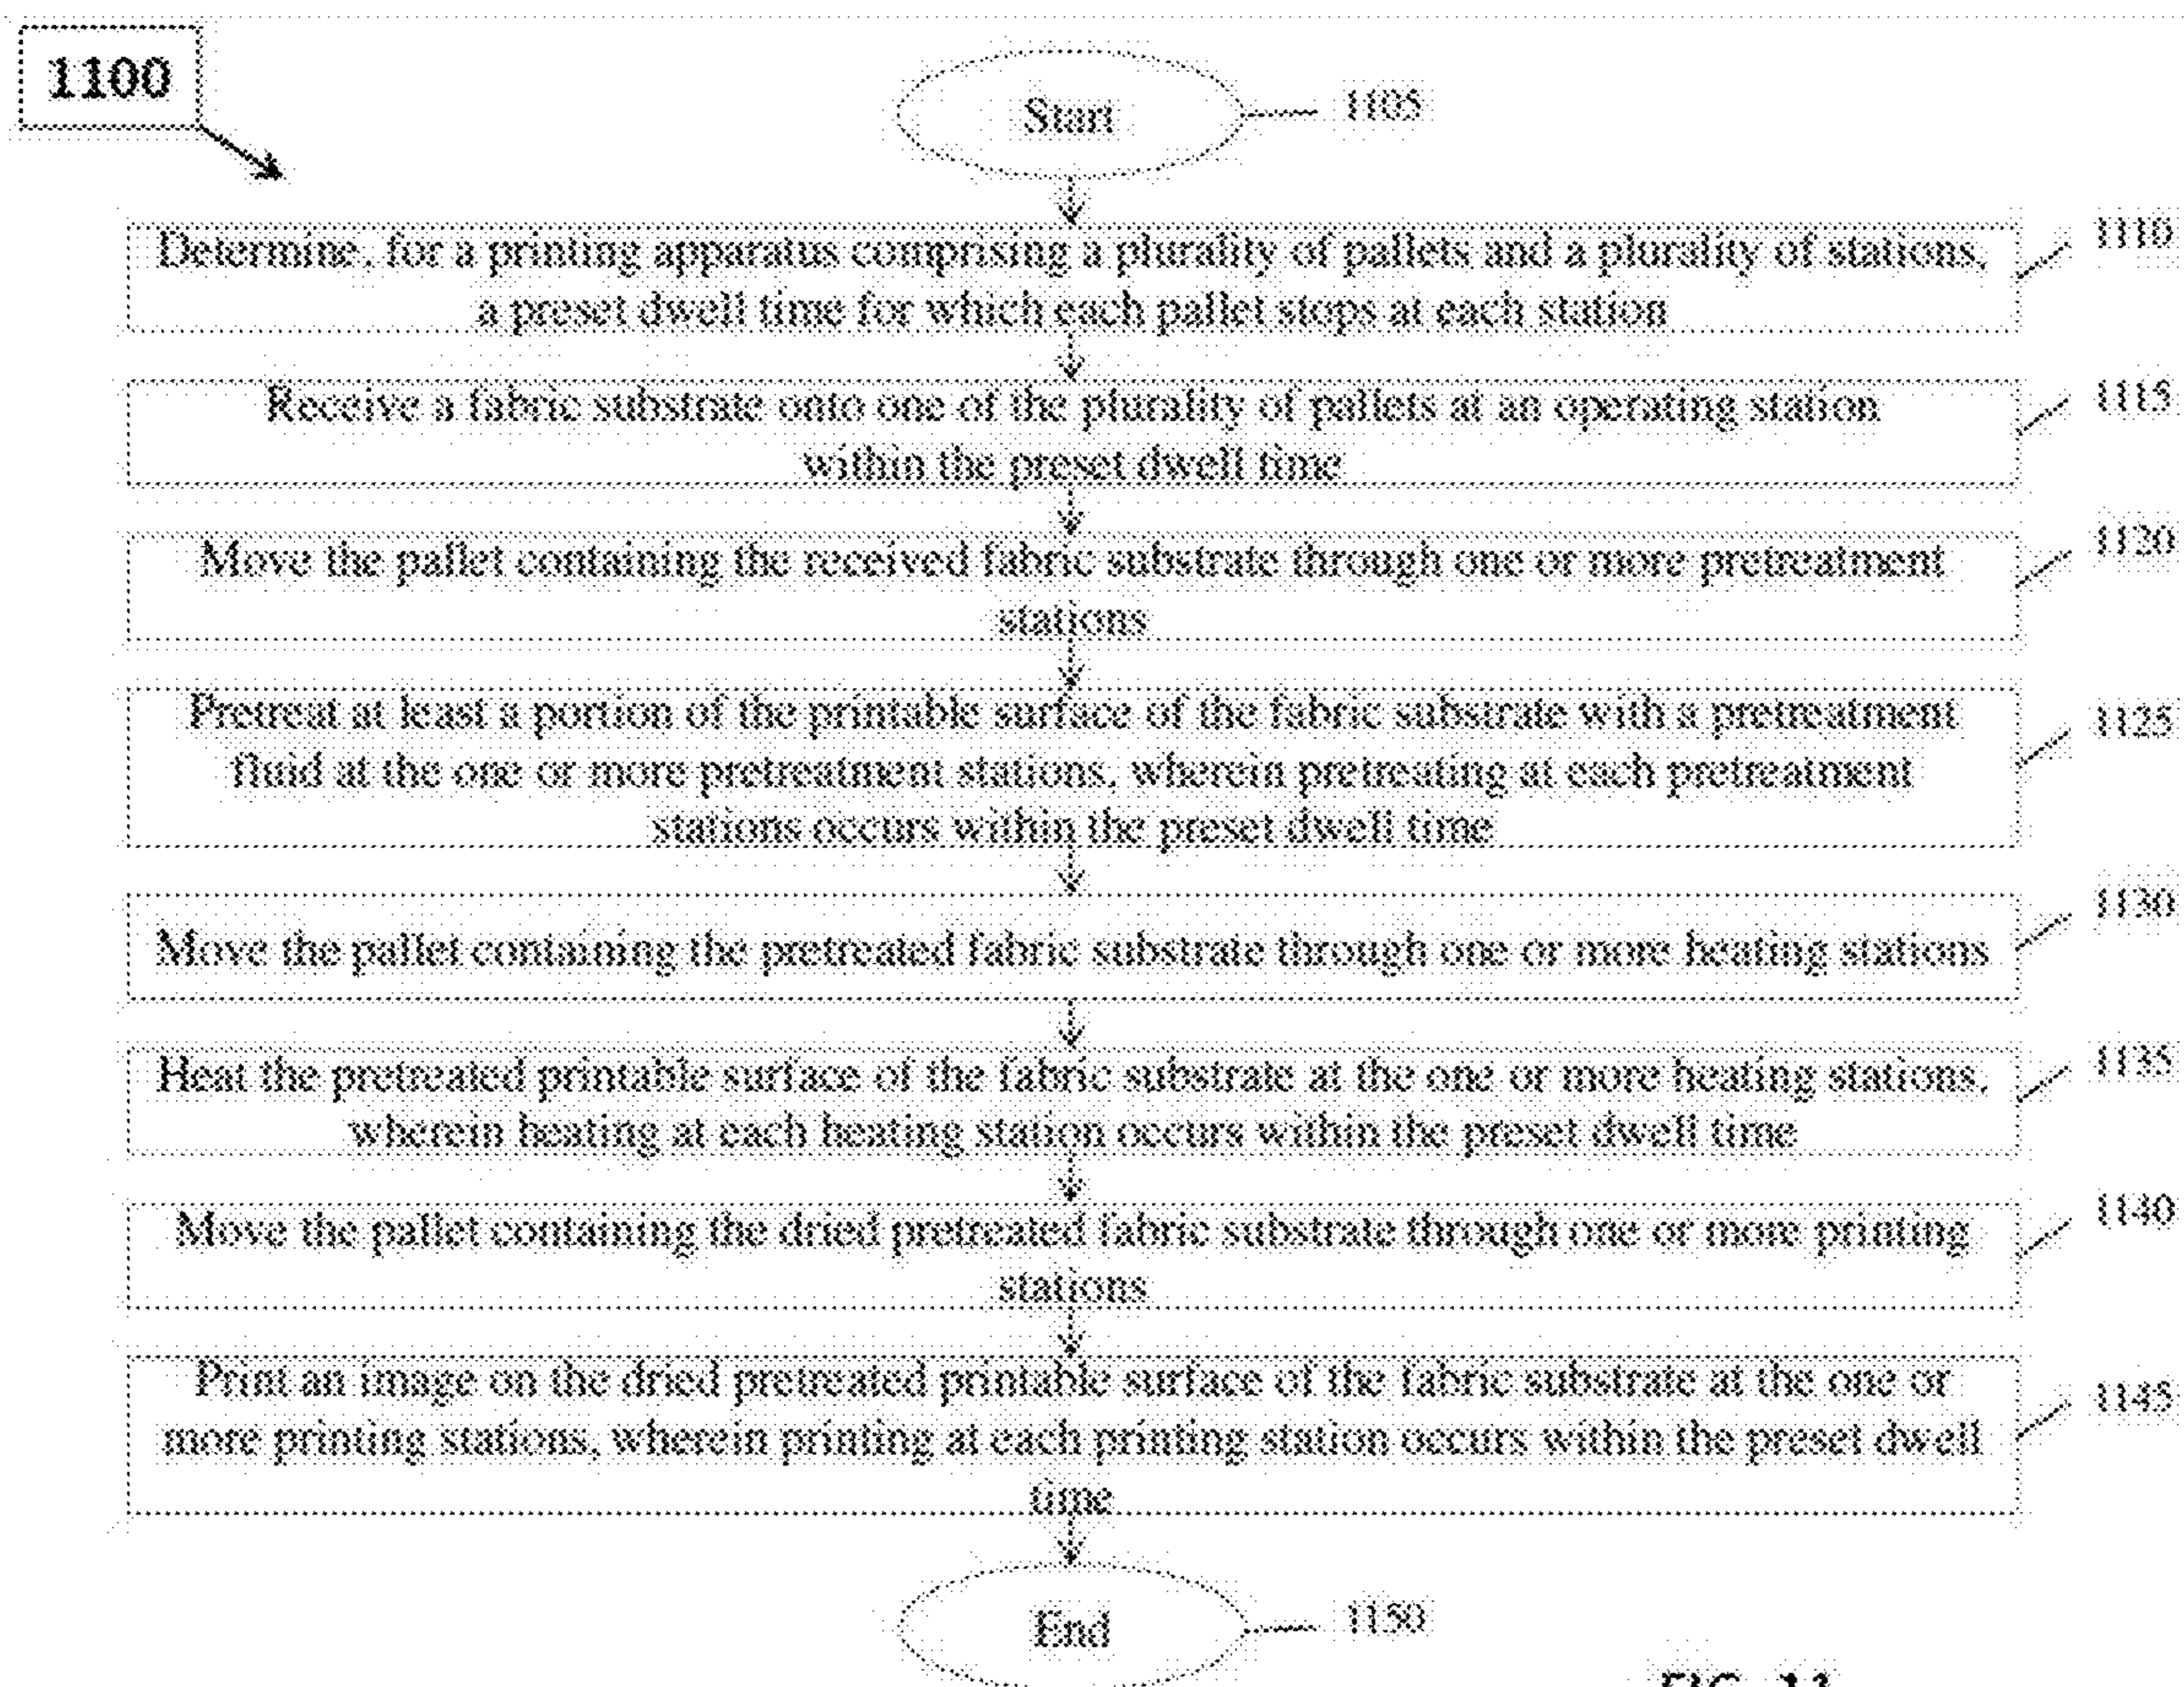 1100
Start
1105
Determine, for a printing apparatus comprising a plurality of pallets and a plurality of stations,
a preset dwell time for which each pallet stops at each station
1110
Receive a fabric substrate onto one of the plurality of pallets at an operating station
within the preset dwell time
1115
Move the pallet containing the received fabric substrate through one or more pretreatment
stations
1120
Pretreat at least a portion of the printable surface of the fabric substrate with a pretreatment
fluid at the one or more pretreatment stations, wherein pretreating at each pretreatment
stations occurs within the preset dwell time
1125
Move the pallet containing the pretreated fabric substrate through one or more heating stations
1130
Heat the pretreated printable surface of the fabric substrate at the one or more heating stations,
wherein heating at each heating station occurs within the preset dwell time
1135
Move the pallet containing the dried pretreated fabric substrate through one or more printing
stations
1140
Print an image on the dried pretreated printable surface of the fabric substrate at the one or
more printing stations, wherein printing at each printing station occurs within the preset dwell
time
1145
End
1150
FIG. 11